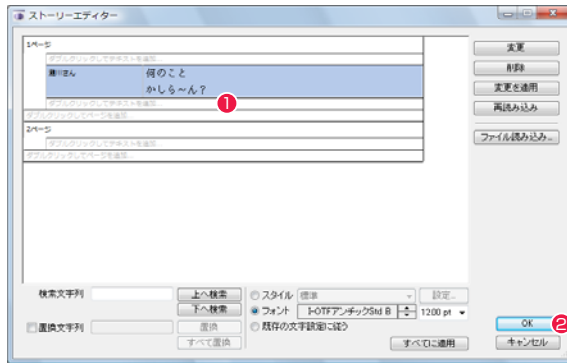 ストーリーエディター
1ページ
ダブルクリックしてテキストを追加...
何のこと
かしら～ん？
❶
ダブルクリックしてテキストを追加...
ダブルクリックしてページを追加...
2ページ
ダブルクリックしてテキストを追加...
ダブルクリックしてページを追加...
変更
削除
変更を適用
再読み込み
ファイル読み込み...
検索文字列
上へ検索
下へ検索
置換文字列
置換
すべて置換
スタイル 標準 設定...
フォント I-OTFアンチックStd B 1200 pt
既存の文字設定に従う
すべてに適用
OK ❷
キャンセル